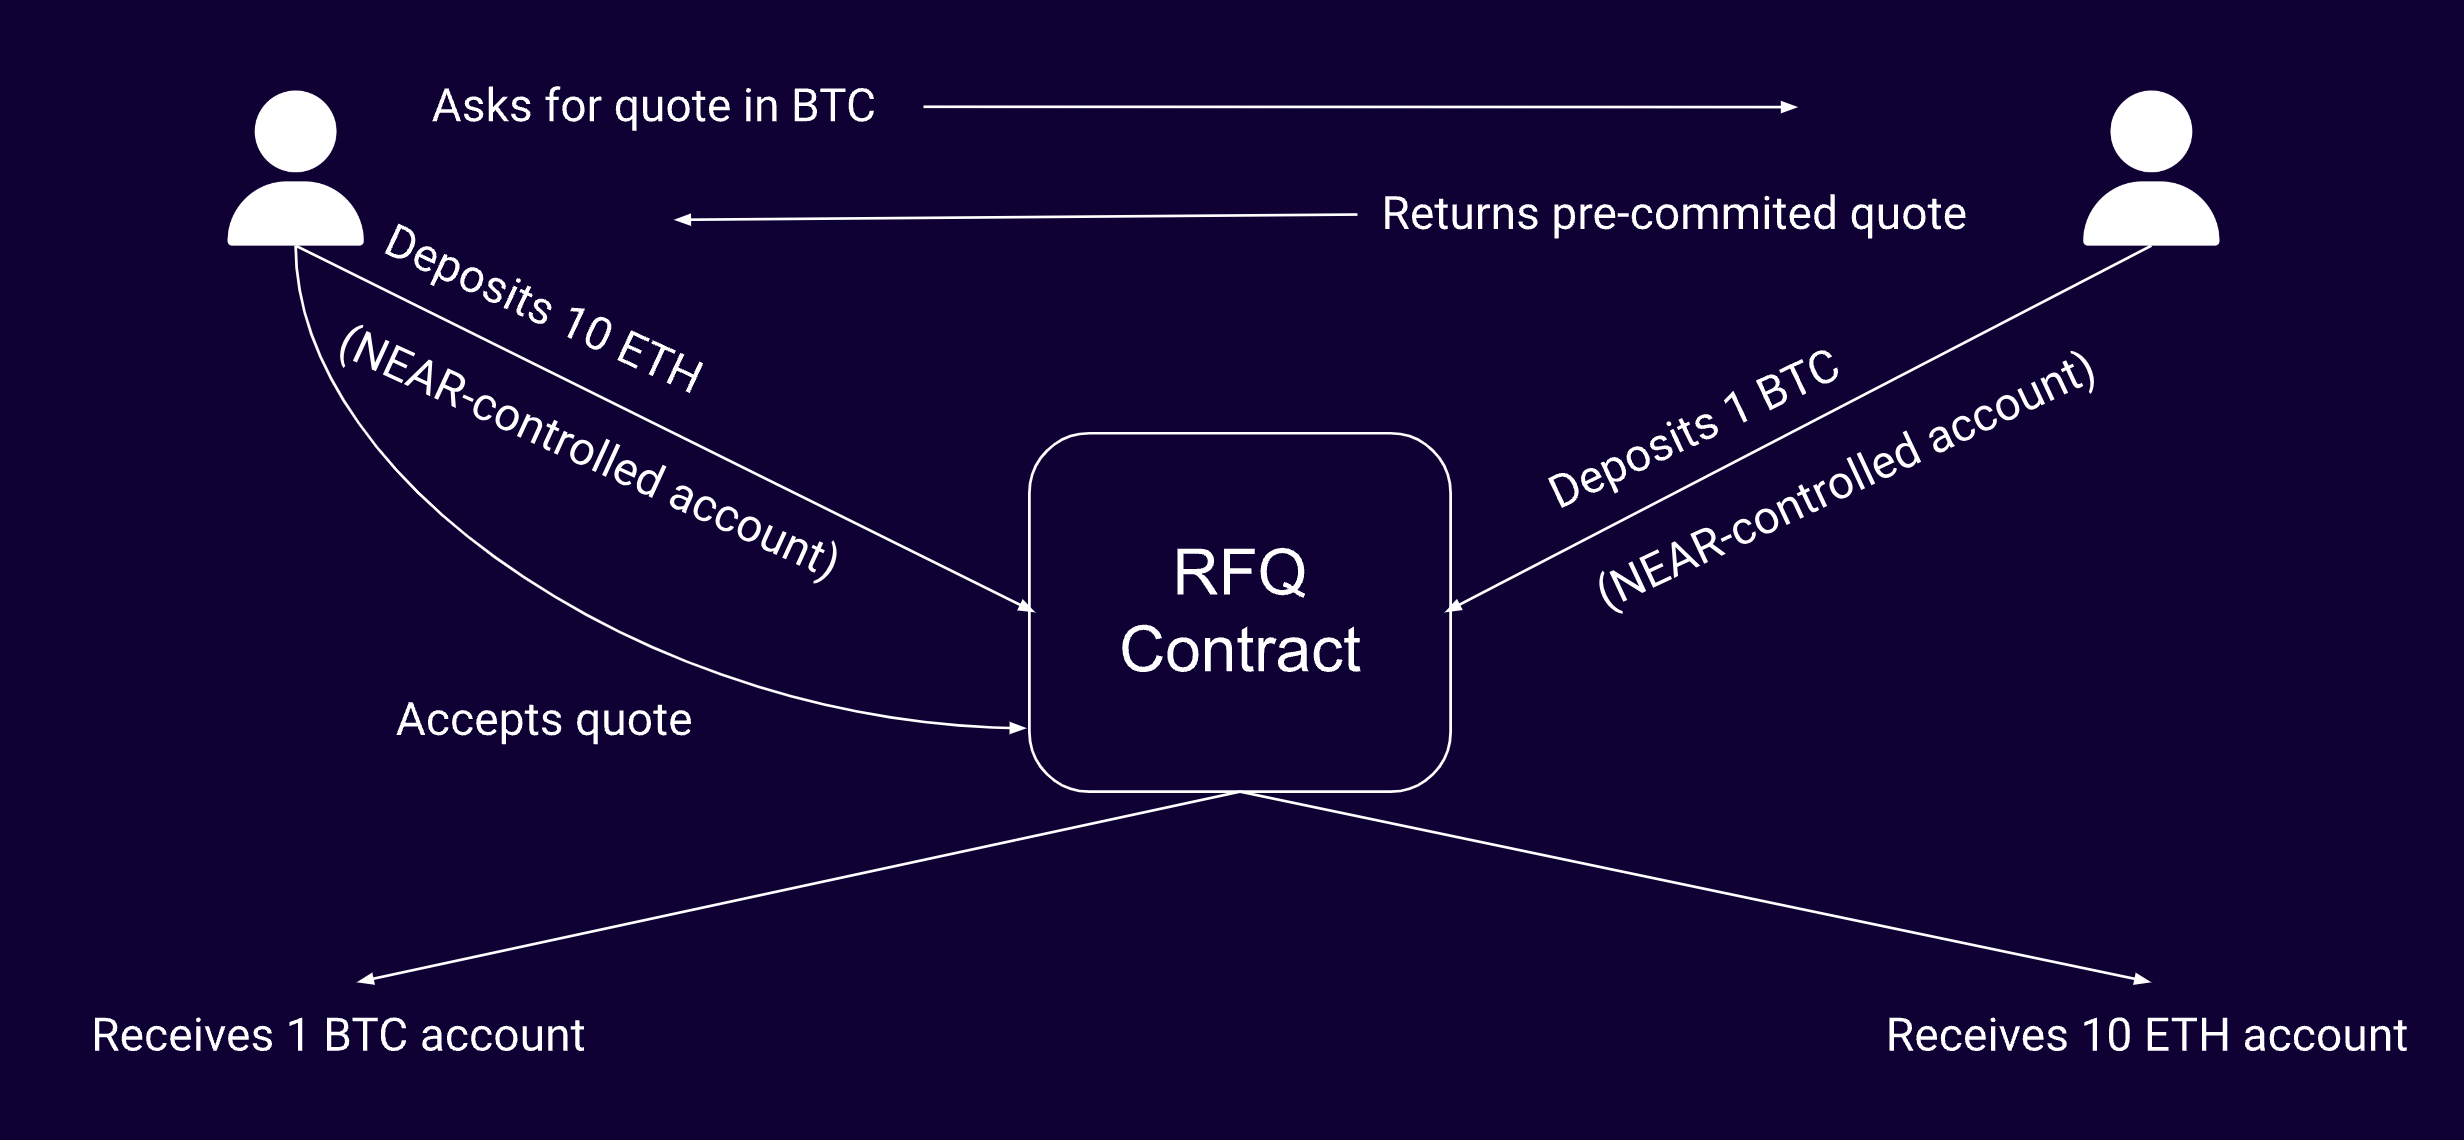 Asks for quote in BTC
Returns pre-commited quote
Deposits 10 ETH
(NEAR-controlled account)
Deposits 1 BTC
(NEAR-controlled account)
RFQ
Contract
Accepts quote
Receives 1 BTC account
Receives 10 ETH account